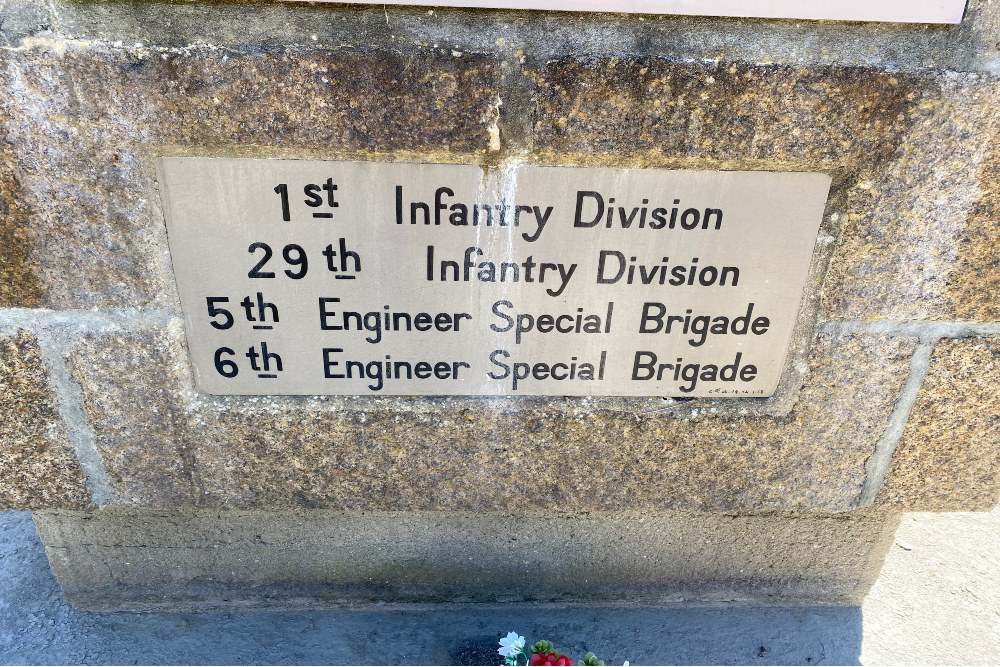 1st Infantry Division
29th Infantry Division
5th Engineer Special Brigade
6th Engineer Special Brigade